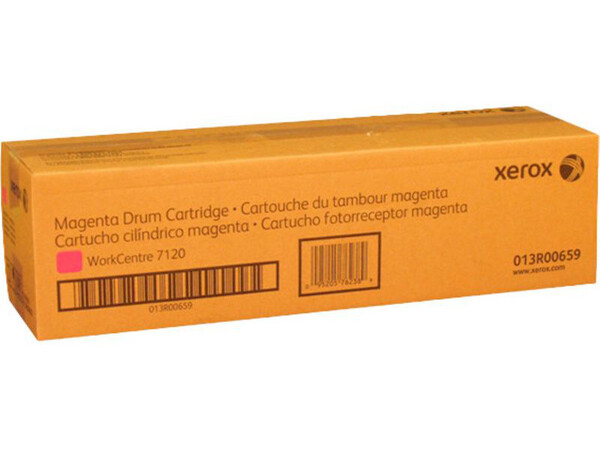 xerox
Magenta Drum Cartridge • Cartouche du tambour magenta
Cartucho cilíndrico magenta • Cartucho fotorreceptor magenta
WorkCentre 7120
013R00659
013R00659
www.xerox.com